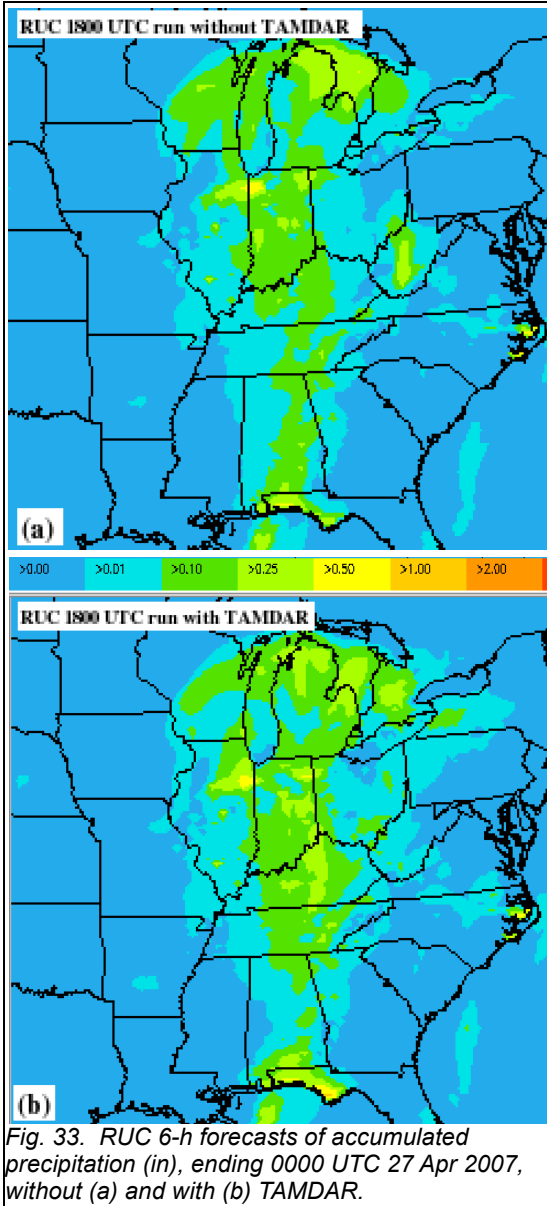 RUC 1800 UTC run without TAMDAR
(a)
>0.00 >0.01 >0.10 >0.25 >0.50 >1.00 >2.00
RUC 1800 UTC run with TAMDAR
(b)
Fig. 33. RUC 6-h forecasts of accumulated
precipitation (in), ending 0000 UTC 27 Apr 2007,
without (a) and with (b) TAMDAR.